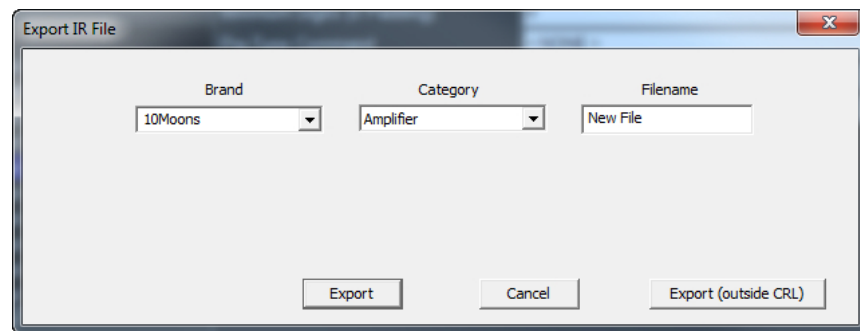 Export IR File
Brand Category Filename
10Moons Amplifier New File
Export Cancel Export (outside CRL)